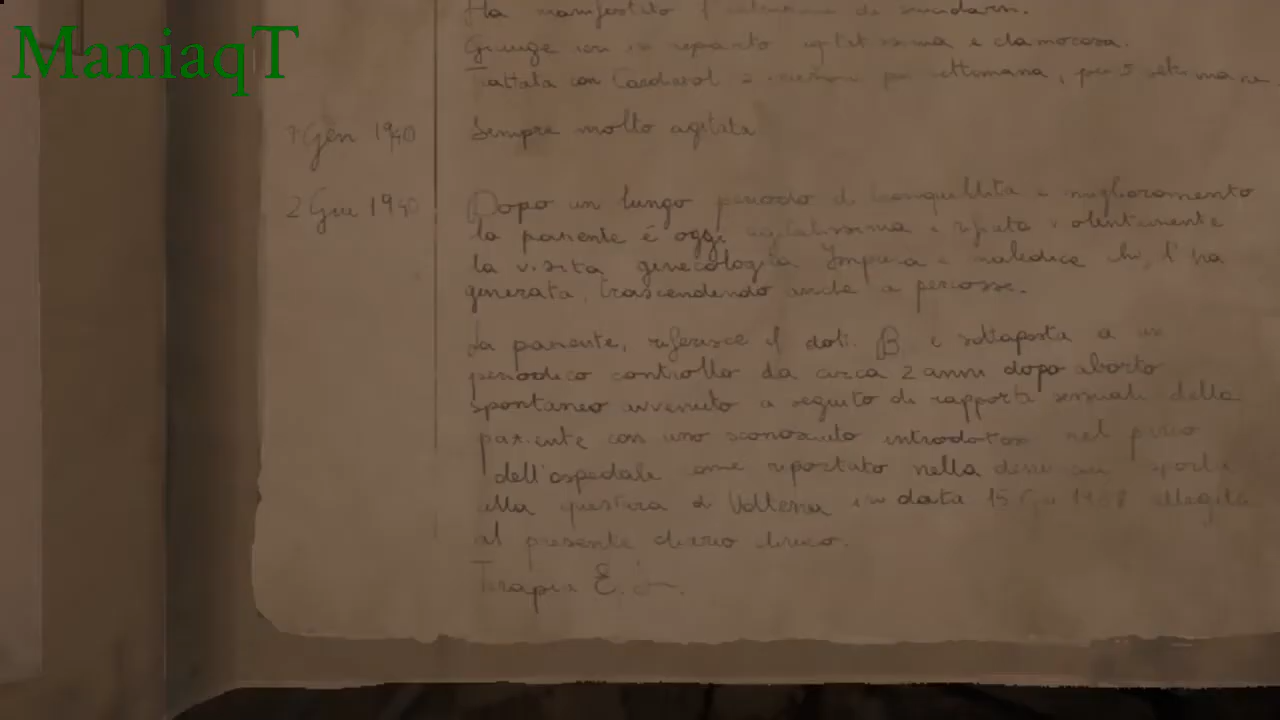 ManiaqT
Ha manifestato di
Giunge in reparto e clamorosa.
Trattata con Cardiazol 2 per settimana, per 5 settimane
Gen 1940 Sempre molto agitata
2 Giu 1940 Dopo un lungo periodo di tranquillità e miglioramento
la paziente é oggi agitatissima e rifiuta violentemente
la visita ginecologica Impreca e maledice chi l'ha
generata, trascendendo anche a percosse.
La paziente, riferisce il dott. B. è sottoposta a un
periodico controllo da circa 2 anni dopo aborto
spontaneo avvenuto a seguito di rapporti sessuali della
paziente con uno sconosciuto introdottosi nel parco
dell'ospedale come riportato nella denuncia sporta
alla questura di Volterra in data 15 Giu allegata
al presente diario clinico.
Terapia E.